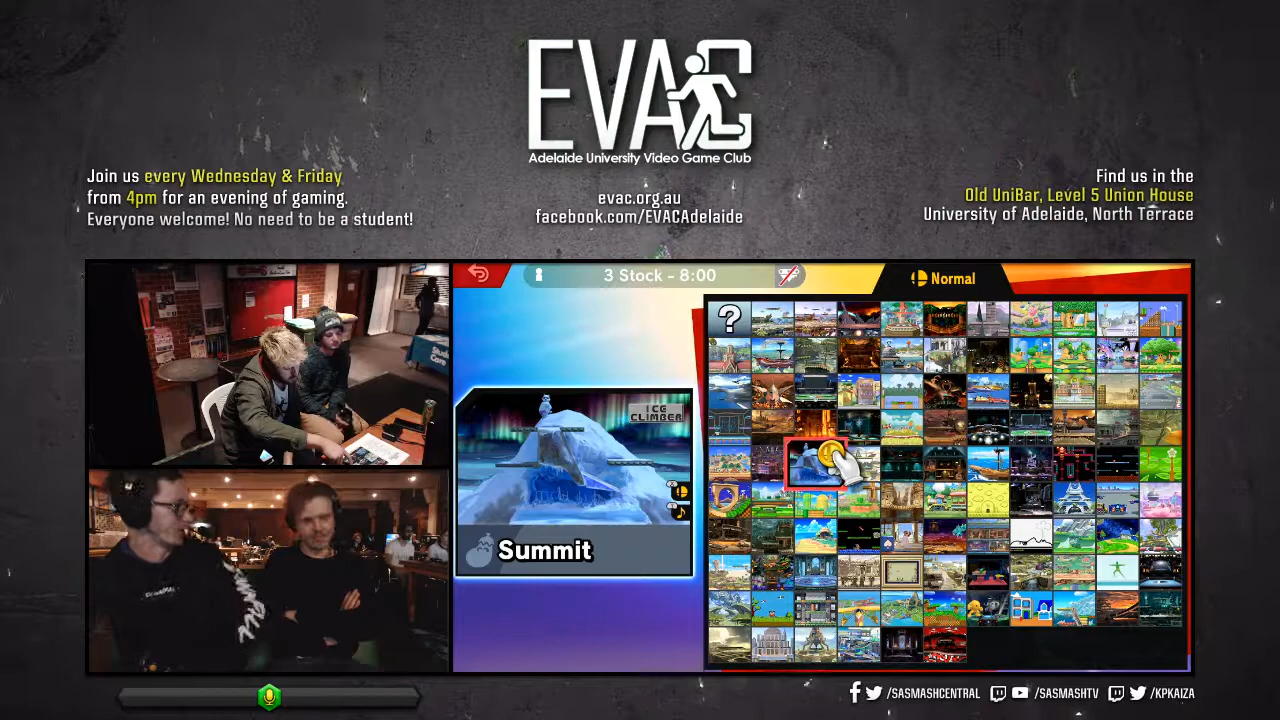 EVAC
Adelaide University Video Game Club
evac.org.au
facebook.com/EVACAdelaide
Join us every Wednesday & Friday
from 4pm for an evening of gaming.
Everyone welcome! No need to be a student!
Find us in the
Old UniBar, Level 5 Union House
University of Adelaide, North Terrace
3 Stock - 8:00
Normal
?
ICE
CLIMBER
Summit
/SASMASHCENTRAL
/SASMASHTV
/KPKAIZA